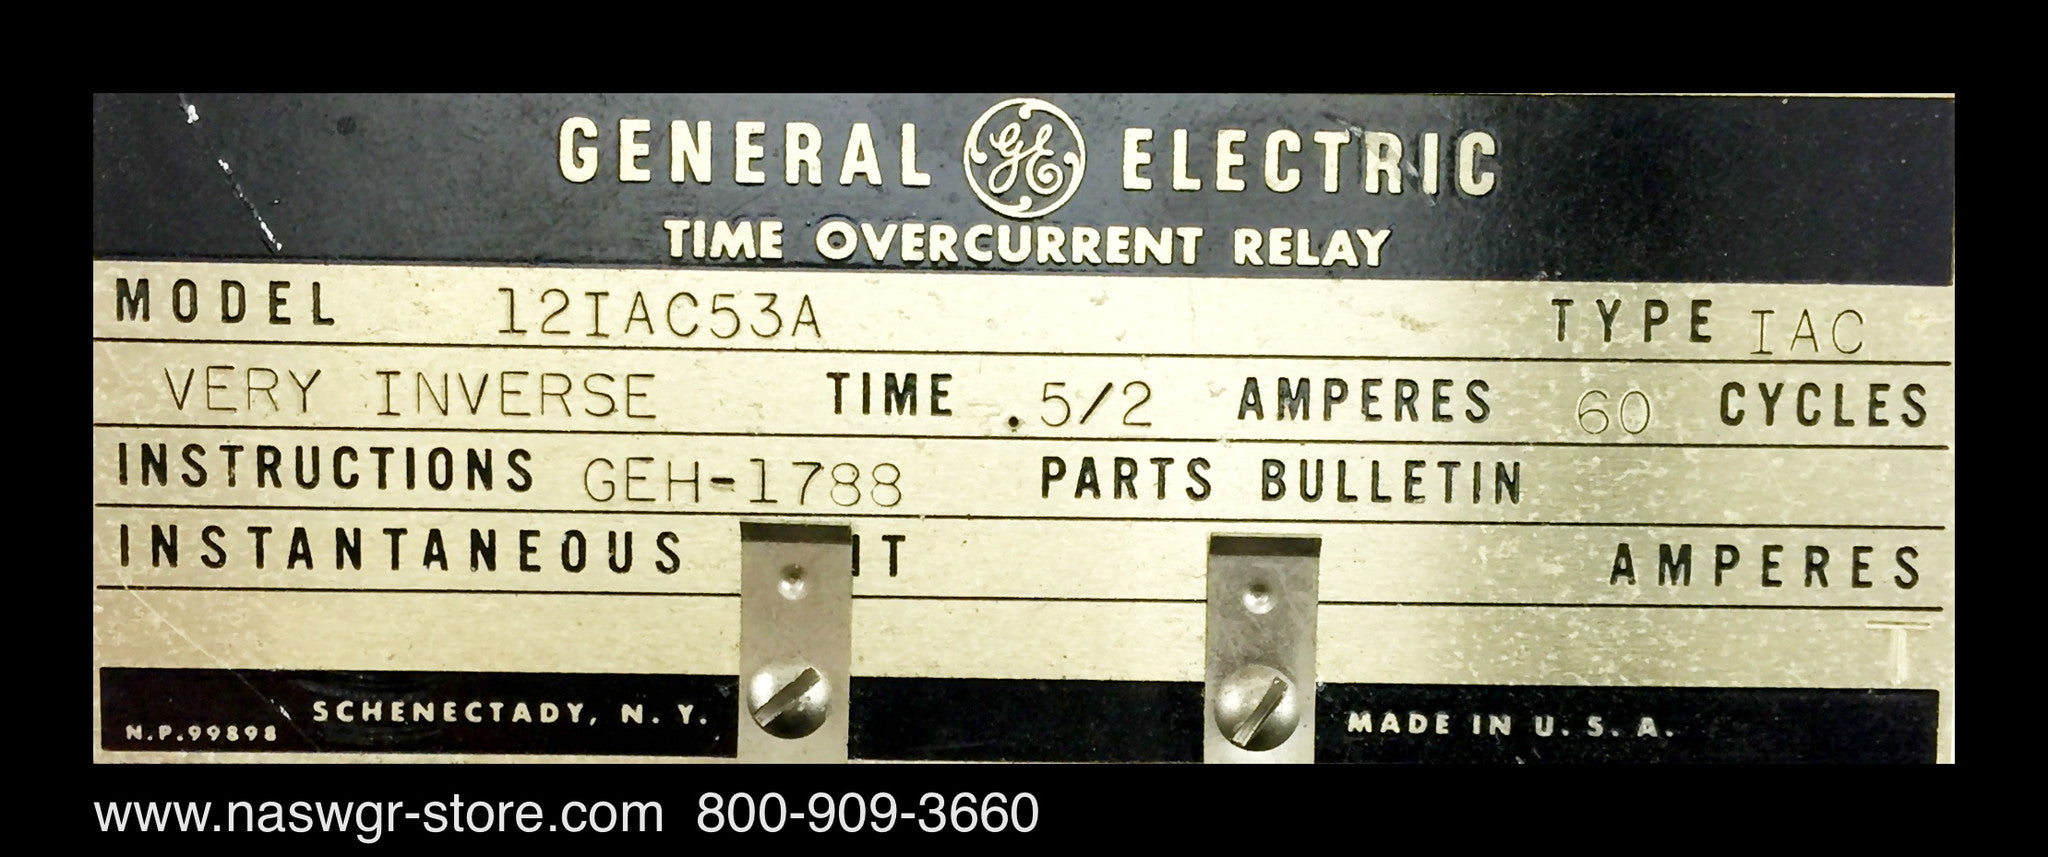 GENERAL GE ELECTRIC
TIME OVERCURRENT RELAY
MODEL 12IAC53A TYPE IAC
VERY INVERSE TIME .5/2 AMPERES 60 CYCLES
INSTRUCTIONS GEH-1788 PARTS BULLETIN
INSTANTANEOUS AMPERES
T
N.P.99898 SCHENECTADY, N. Y. MADE IN U. S. A.
www.naswgr-store.com 800-909-3660